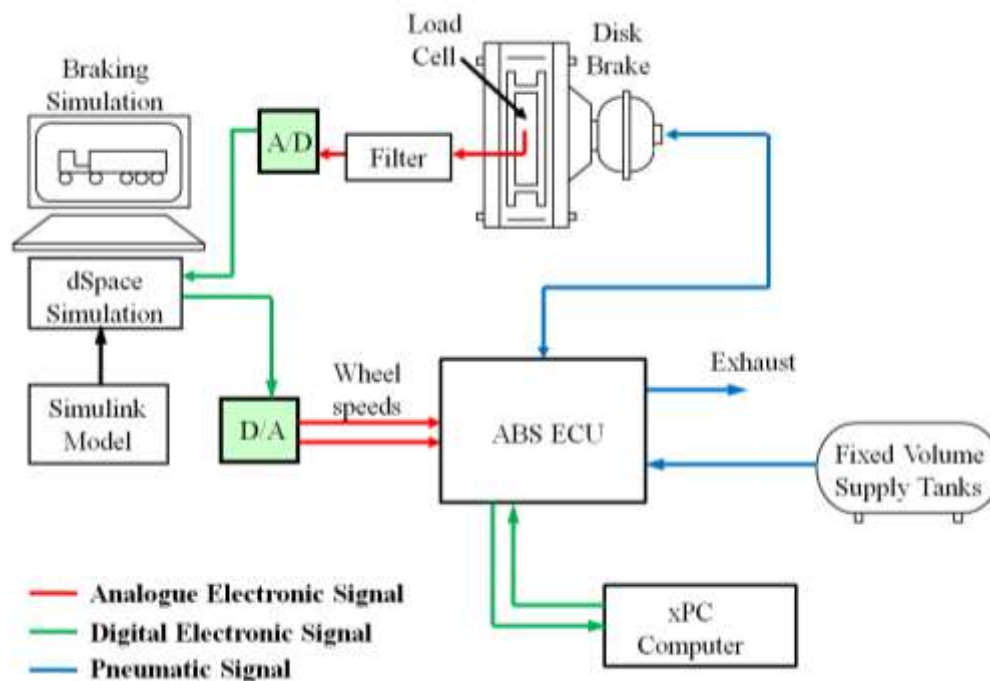 Load
Cell
Disk
Brake
Braking
Simulation
A/D
Filter
dSpace
Simulation
Simulink
Model
D/A
Wheel
speeds
ABS ECU
Exhaust
Fixed Volume
Supply Tanks
xPC
Computer
Analogue Electronic Signal
Digital Electronic Signal
Pneumatic Signal